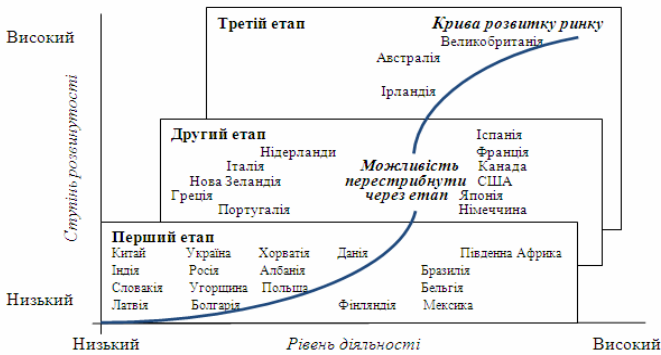 Третій етап
Крива розвитку ринку
Високий
Великобританія
Австралія
Ірландія
Ступінь розвинутості
Другий етап
Іспанія
Нідерланди
Франція
Італія
Можливість
Канада
Нова Зеландія
перестрибнути
США
Греція
через етап
Японія
Португалія
Німеччина
Перший етап
Китай Україна Хорватія Данія Південна Африка
Індія Росія Албанія Бразилія
Словакія Угорщина Польща Бельгія
Латвія Болгарія Фінляндія Мексика
Низький
Низький Рівень діяльності Високий